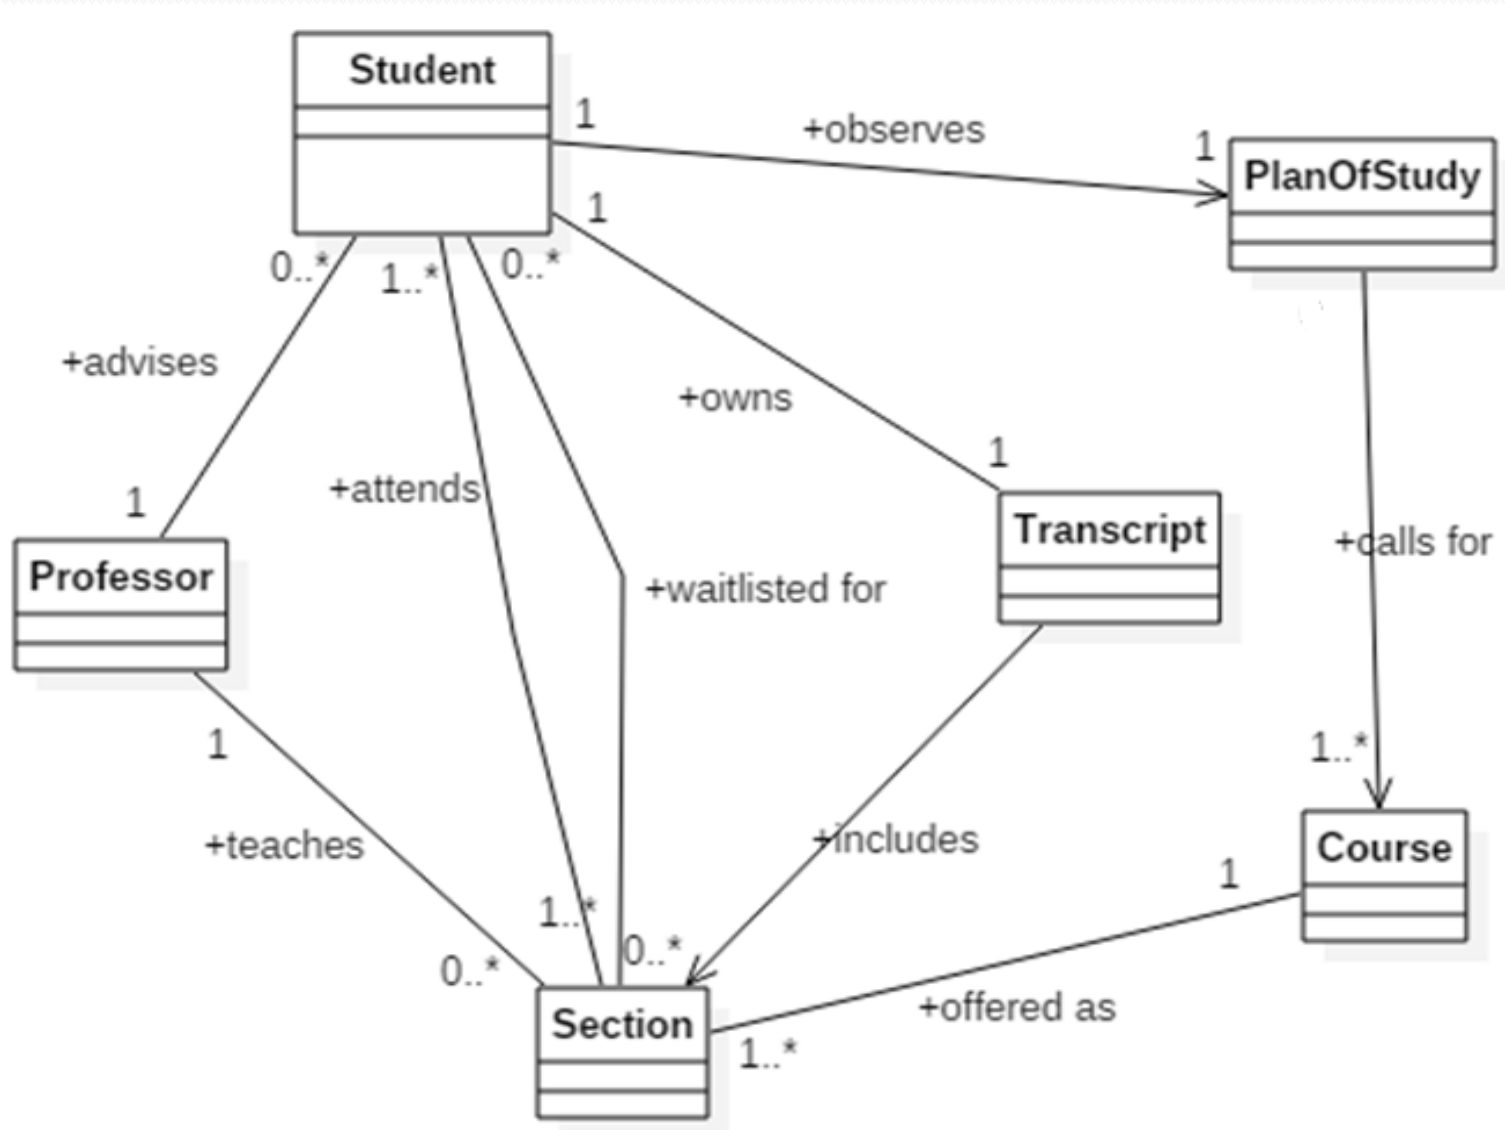 Student
1
+observes
1
PlanOfStudy
1
0..*
1..*
0..*
+advises
+owns
1
+attends
1
Transcript
Professor
+calls for
+waitlisted for
1
1..*
+teaches
+includes
Course
1
1..*
0..*
0..*
+offered as
Section
1..*